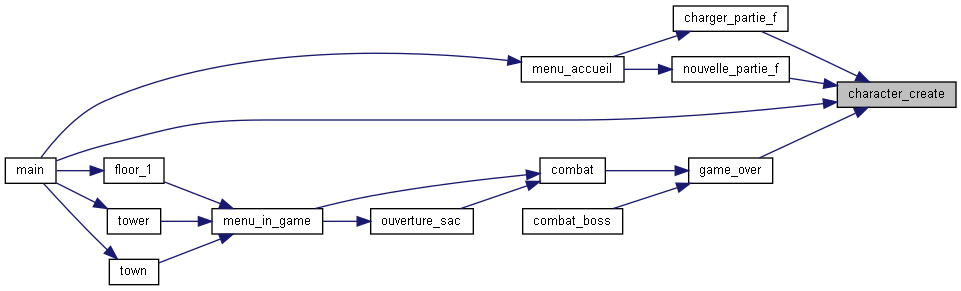 charger_partie_f
menu_accueil
nouvelle_partie_f
character_create
main
floor_1
combat
game_over
tower
menu_in_game
ouverture_sac
combat_boss
town